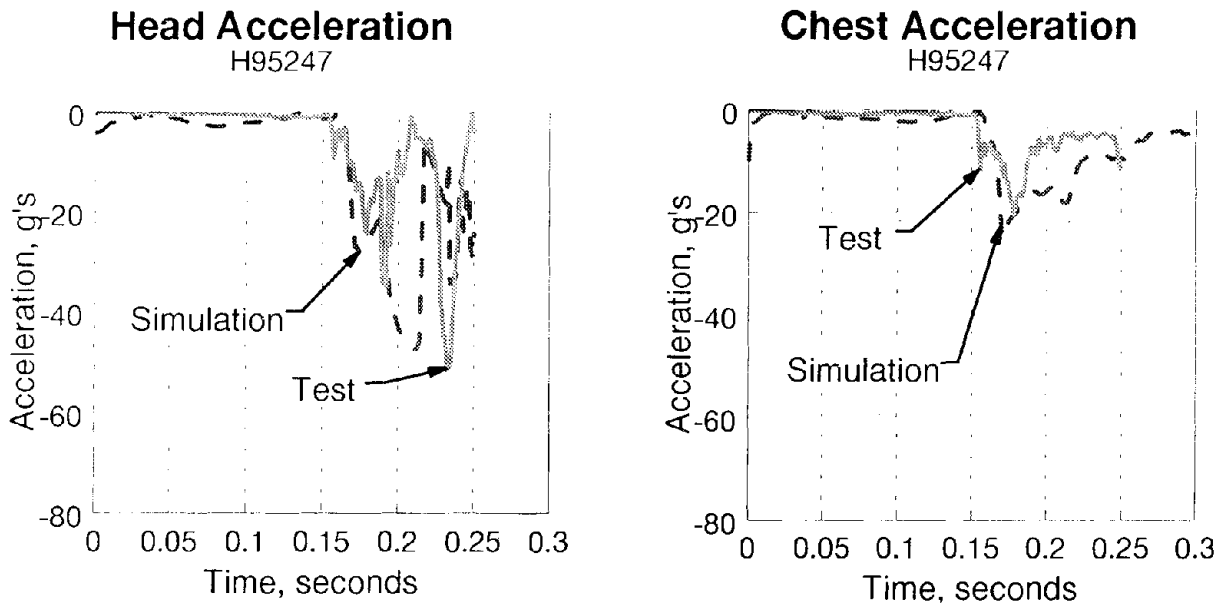 Head Acceleration
H95247
Acceleration, g's
0
-20
-40
-60
-80
Simulation
Test
0 0.05 0.1 0.15 0.2 0.25 0.3
Time, seconds
Chest Acceleration
H95247
Acceleration, g's
0
-20
-40
-60
-80
Test
Simulation
0 0.05 0.1 0.15 0.2 0.25 0.3
Time, seconds